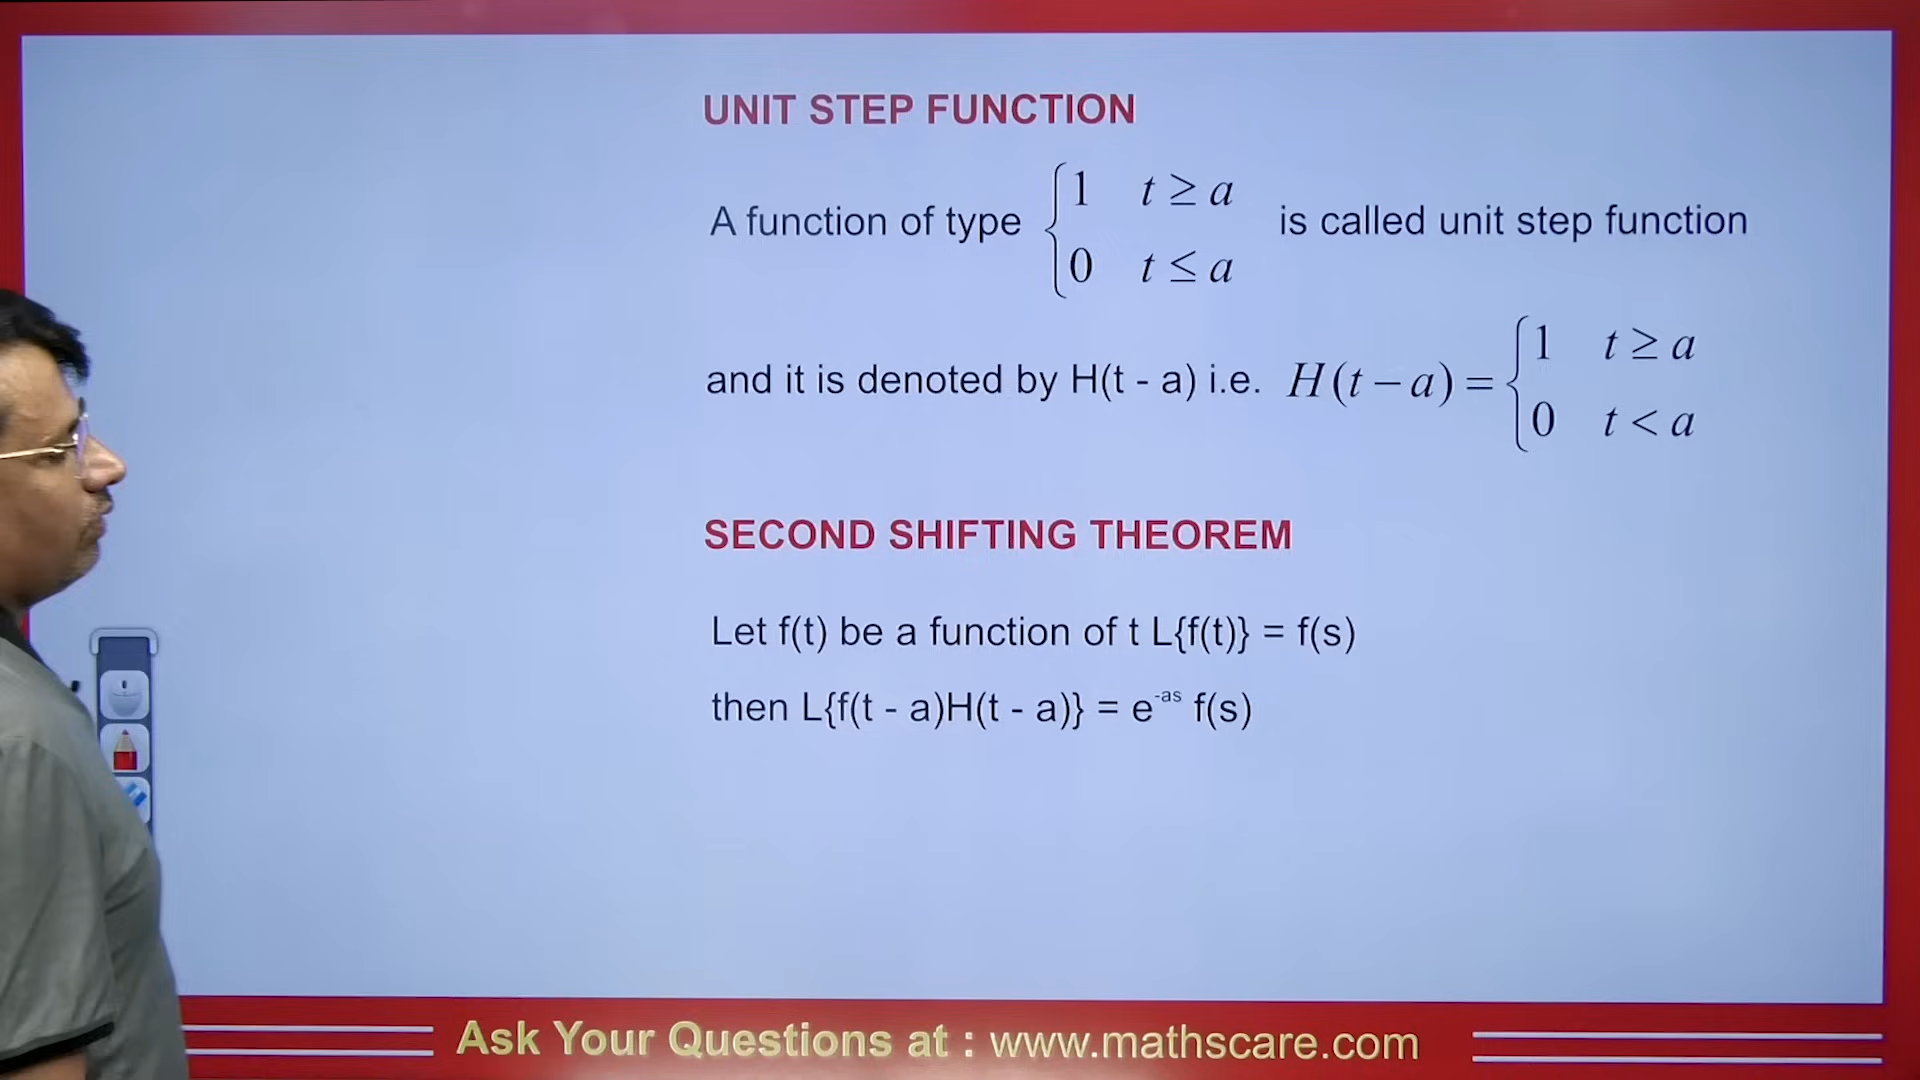 UNIT STEP FUNCTION
A function of type { 1 t ≥ a
0 t ≤ a is called unit step function
and it is denoted by H(t - a) i.e. H(t − a) = { 1 t ≥ a
0 t < a
SECOND SHIFTING THEOREM
Let f(t) be a function of t L{f(t)} = f(s)
then L{f(t - a)H(t - a)} = e^-as f(s)
Ask Your Questions at : www.mathscare.com